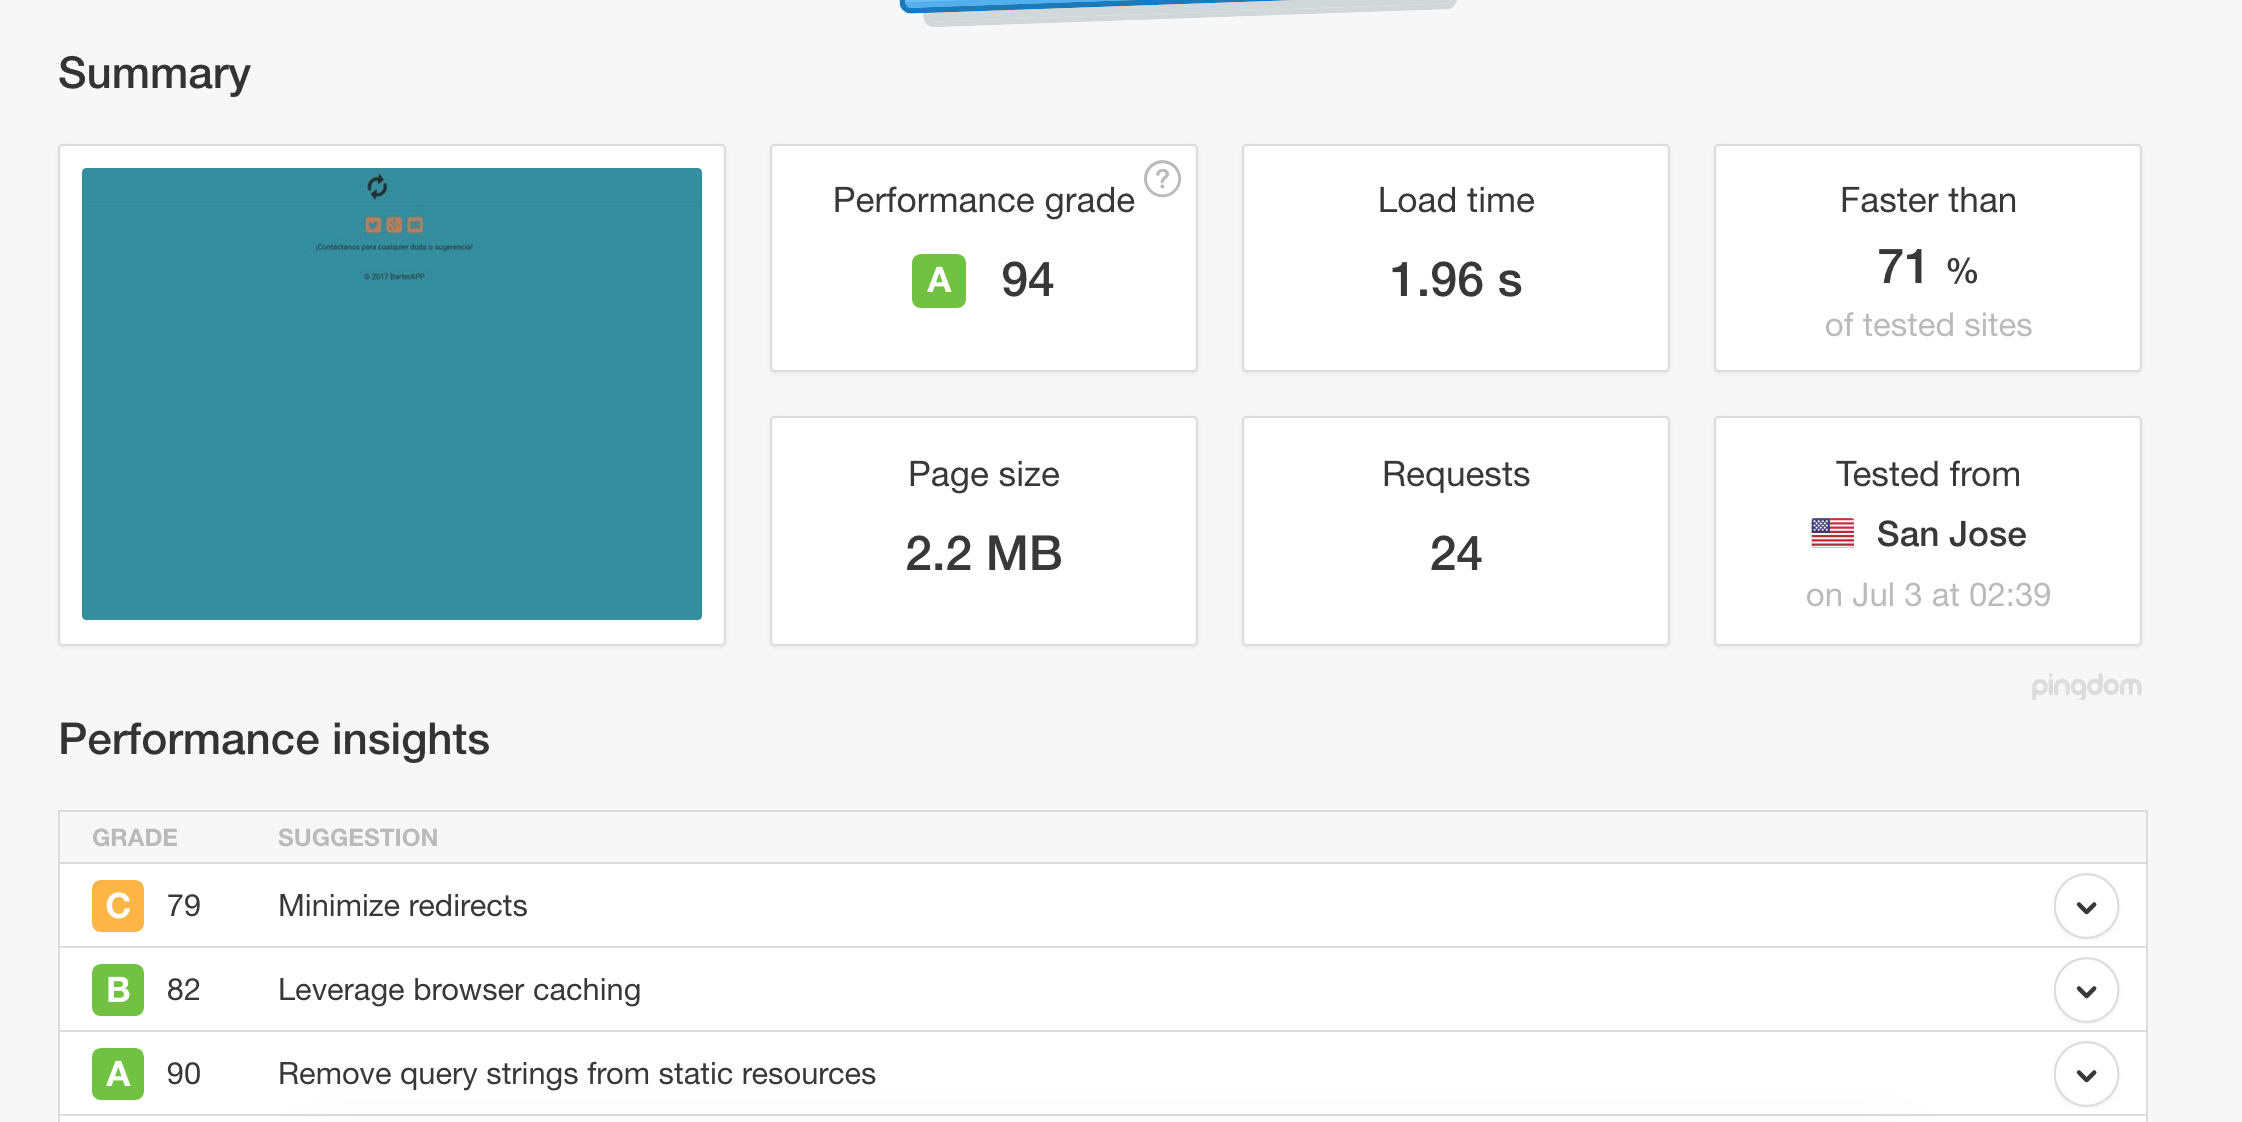 Summary
¡Contáctanos para cualquier duda o sugerencia!
© 2017 BarterAPP
Performance grade
?
A 94
Load time
1.96 s
Faster than
71 %
of tested sites
Page size
2.2 MB
Requests
24
Tested from
San Jose
on Jul 3 at 02:39
pingdom
Performance insights
GRADE SUGGESTION
C 79 Minimize redirects
B 82 Leverage browser caching
A 90 Remove query strings from static resources